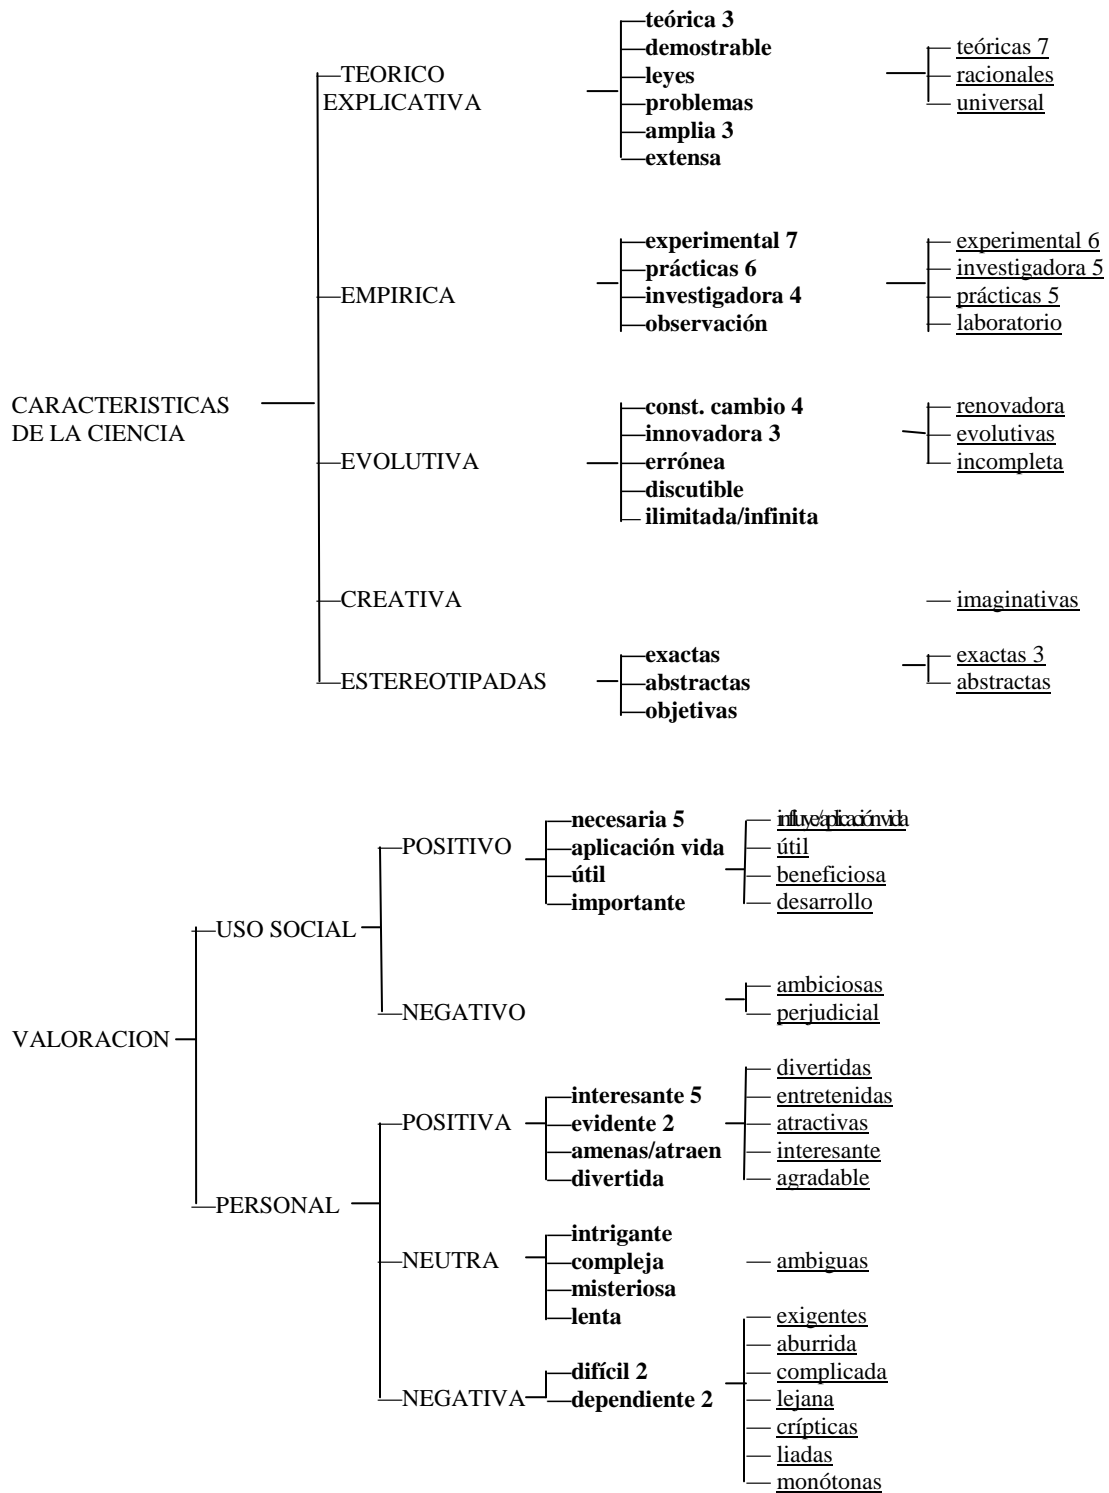 CARACTERISTICAS
DE LA CIENCIA
TEORICO
EXPLICATIVA
teórica 3
demostrable
leyes
problemas
amplia 3
extensa
teóricas 7
racionales
universal
EMPIRICA
experimental 7
prácticas 6
investigadora 4
observación
experimental 6
investigadora 5
prácticas 5
laboratorio
EVOLUTIVA
const. cambio 4
innovadora 3
errónea
discutible
ilimitada/infinita
renovadora
evolutivas
incompleta
CREATIVA
imaginativas
ESTEREOTIPADAS
exactas
abstractas
objetivas
exactas 3
abstractas
VALORACION
USO SOCIAL
POSITIVO
necesaria 5
aplicación vida
útil
importante
influye/aplicación vida
útil
beneficiosa
desarrollo
NEGATIVO
ambiciosas
perjudicial
PERSONAL
POSITIVA
interesante 5
evidente 2
amenas/atraen
divertida
divertidas
entretenidas
atractivas
interesante
agradable
NEUTRA
intrigante
compleja
misteriosa
lenta
ambiguas
NEGATIVA
difícil 2
dependiente 2
exigentes
aburrida
complicada
lejana
crípticas
liadas
monótonas